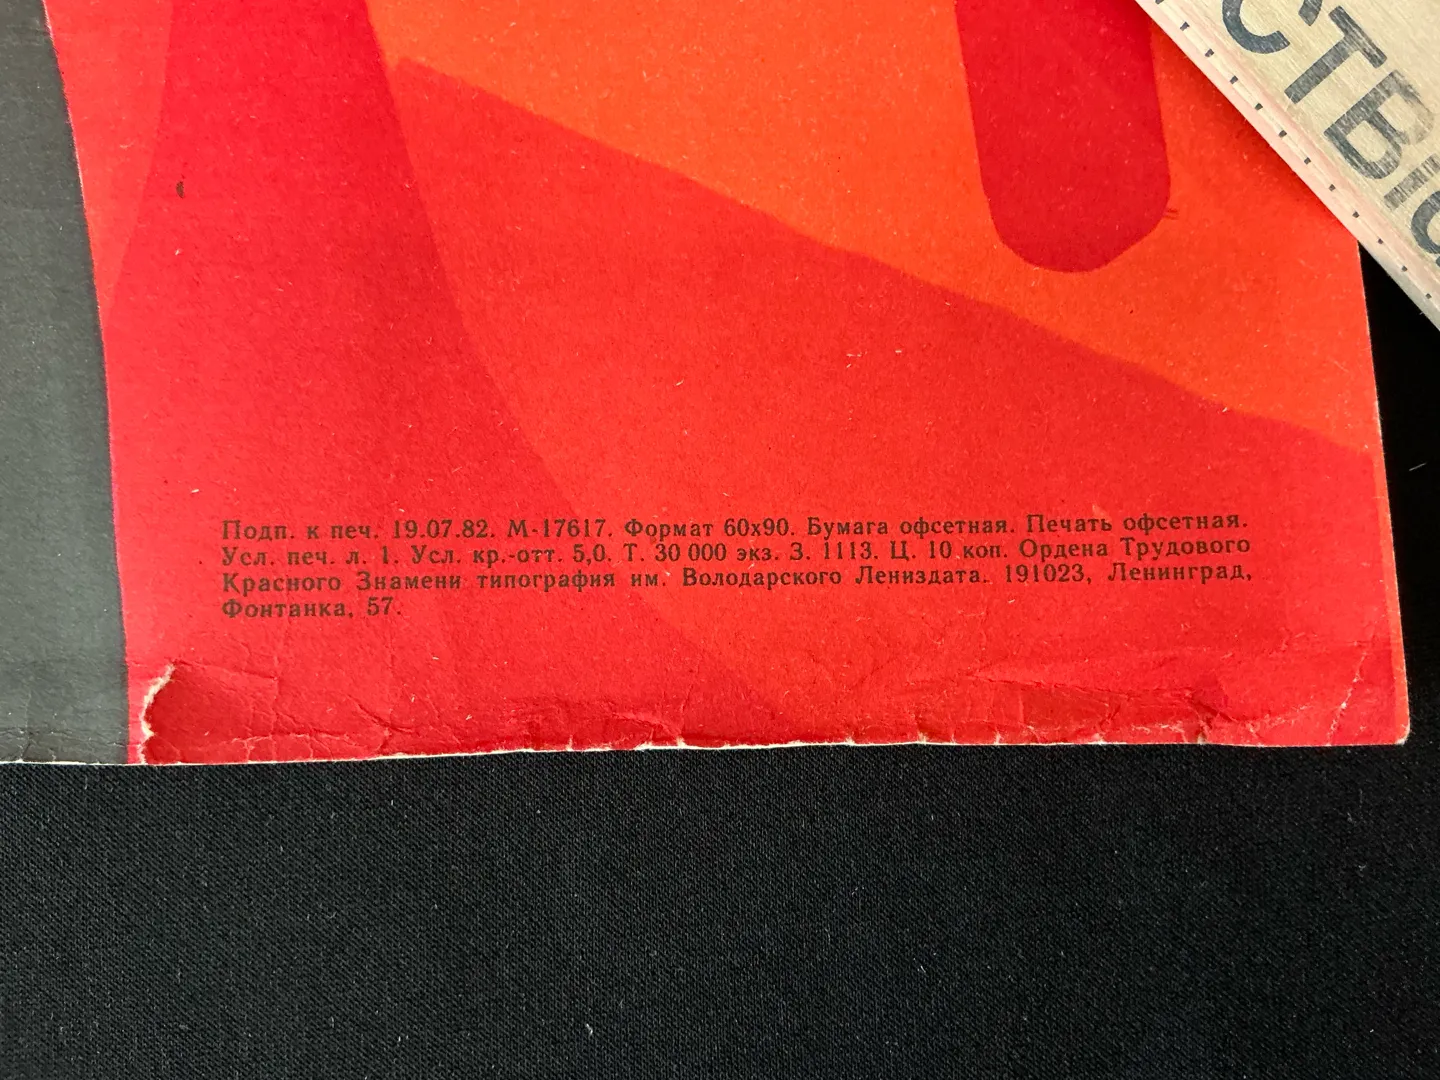 СТВ
Подп. к печ. 19.07.82. М-17617. Формат 60х90. Бумага офсетная. Печать офсетная.
Усл. печ. л. 1. Усл. кр.-отт. 5,0. Т. 30 000 экз. З. 1113. Ц. 10 коп. Ордена Трудового
Красного Знамени типография им. Володарского Лениздата. 191023, Ленинград,
Фонтанка, 57.